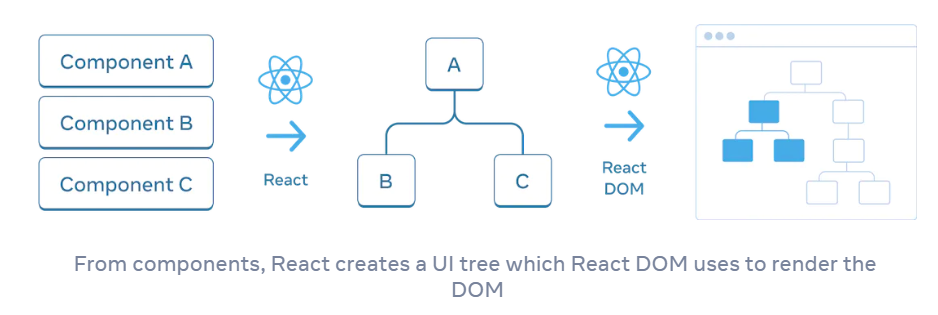 Component A
Component B
Component C
React
A
B
C
React
DOM
From components, React creates a UI tree which React DOM uses to render the
DOM